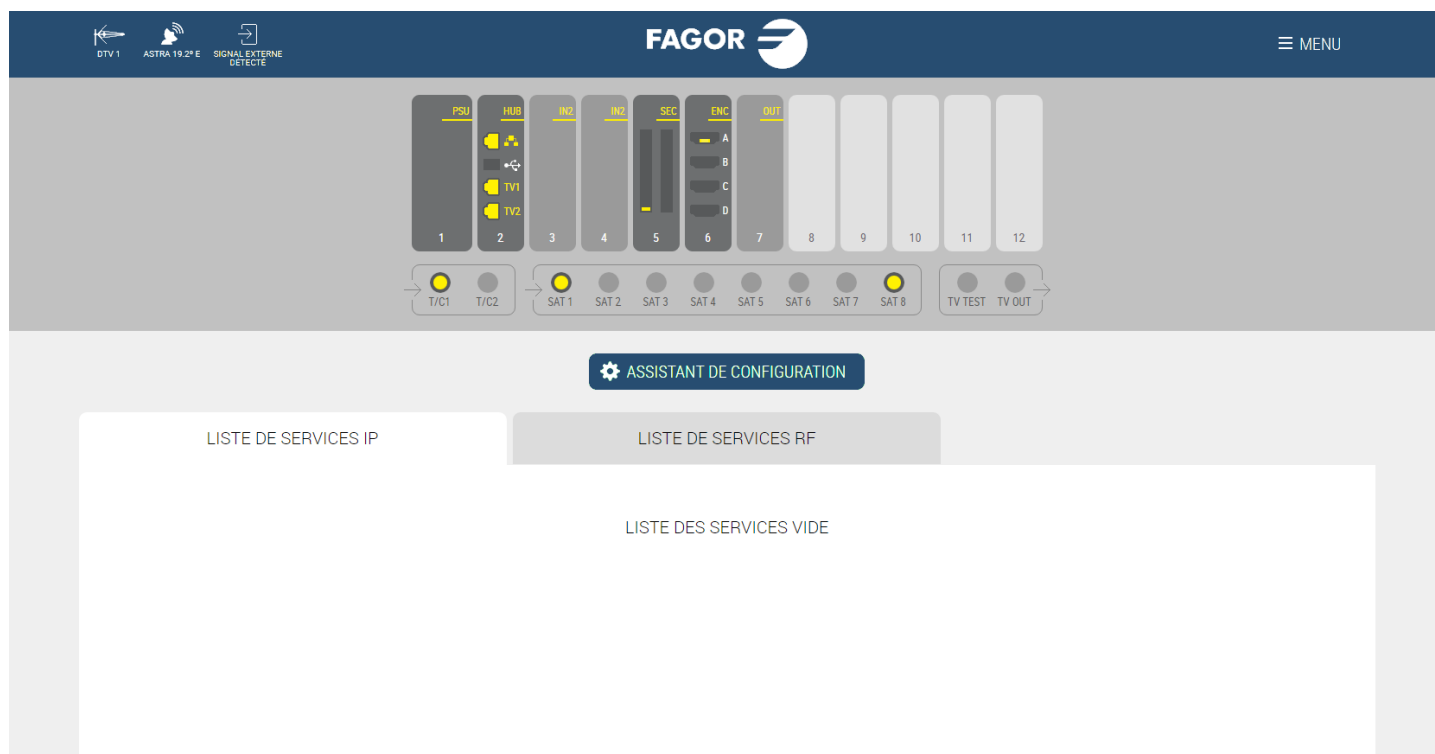 DTV 1
ASTRA 19.2º E
SIGNAL EXTERNE
DÉTECTÉ
FAGOR
MENU
PSU HUB IN2 IN2 SEC ENC OUT
A
B
TV1 C
TV2 D
1 2 3 4 5 6 7 8 9 10 11 12
T/C1 T/C2 SAT 1 SAT 2 SAT 3 SAT 4 SAT 5 SAT 6 SAT 7 SAT 8 TV TEST TV OUT
ASSISTANT DE CONFIGURATION
LISTE DE SERVICES IP LISTE DE SERVICES RF
LISTE DES SERVICES VIDE